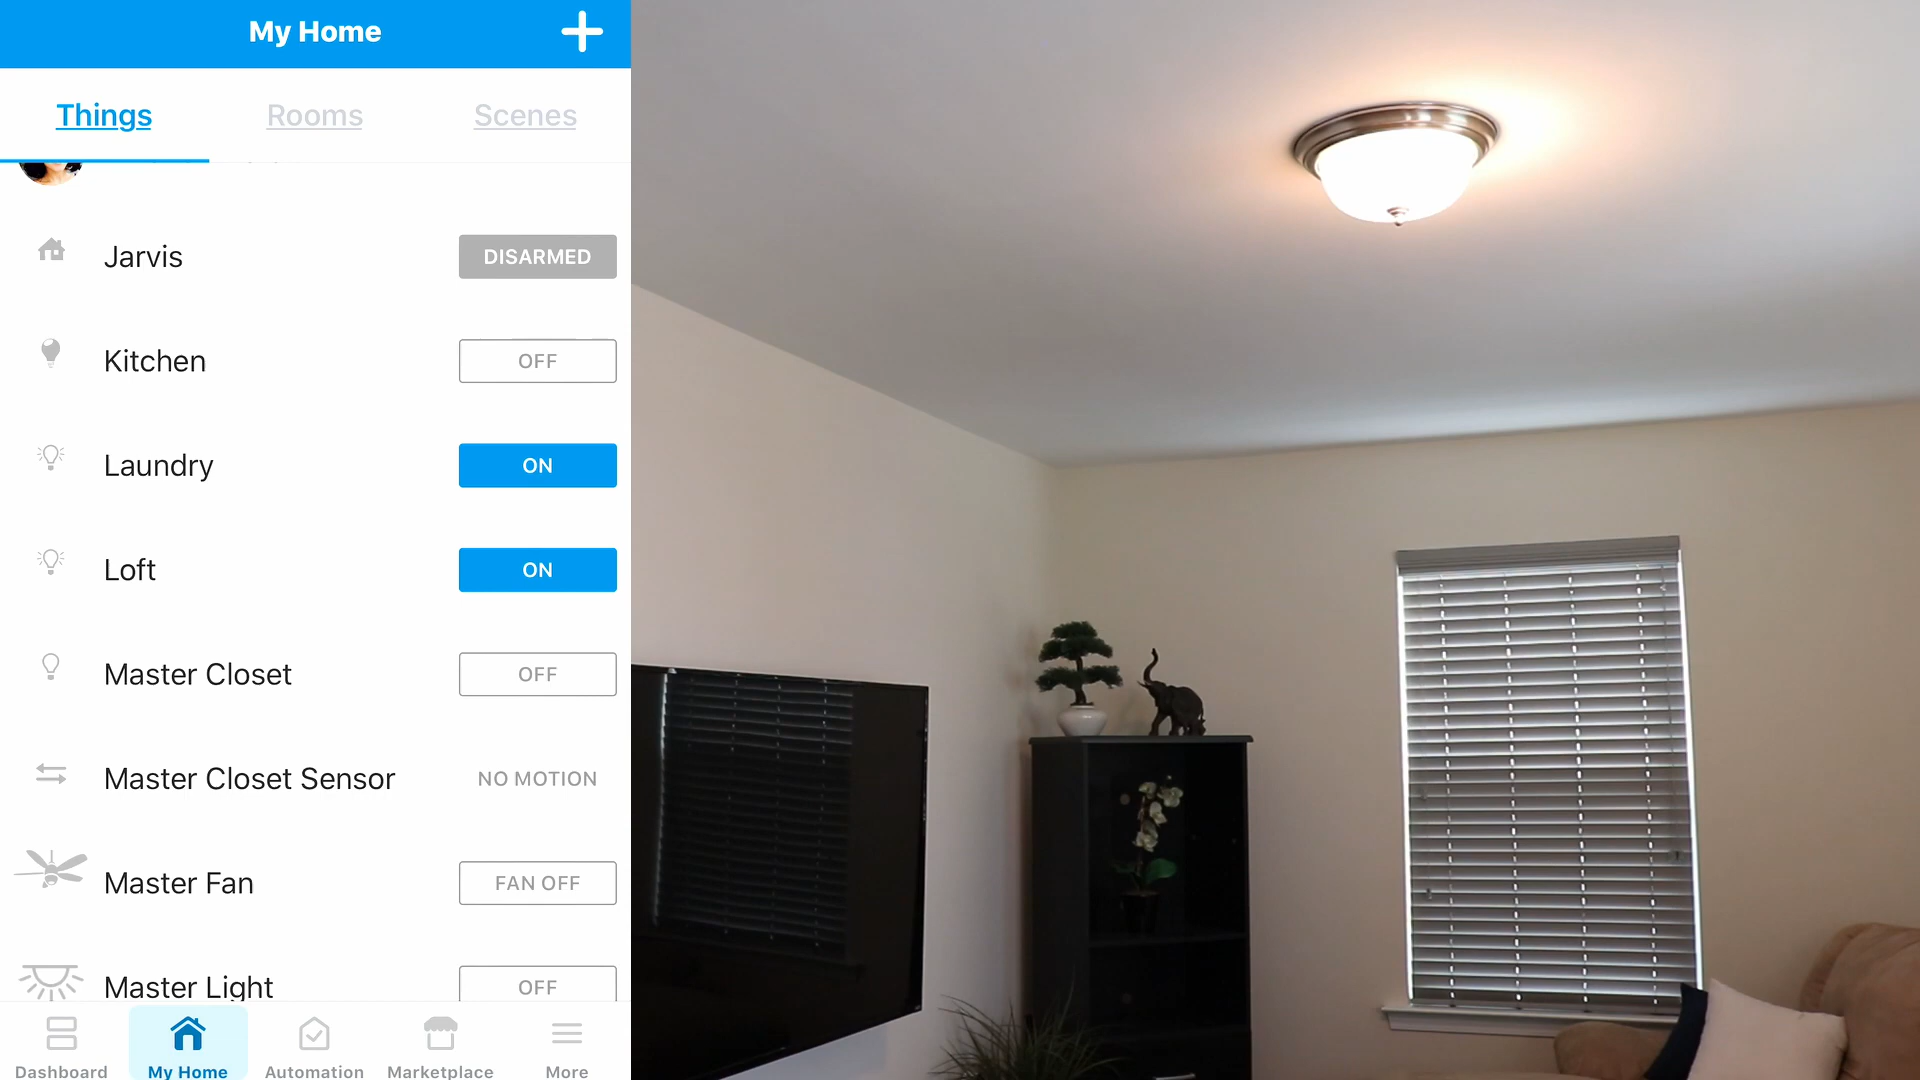 My Home
Things Rooms Scenes
Jarvis DISARMED
Kitchen OFF
Laundry ON
Loft ON
Master Closet OFF
Master Closet Sensor NO MOTION
Master Fan FAN OFF
Master Light OFF
Dashboard My Home Automation Marketplace More